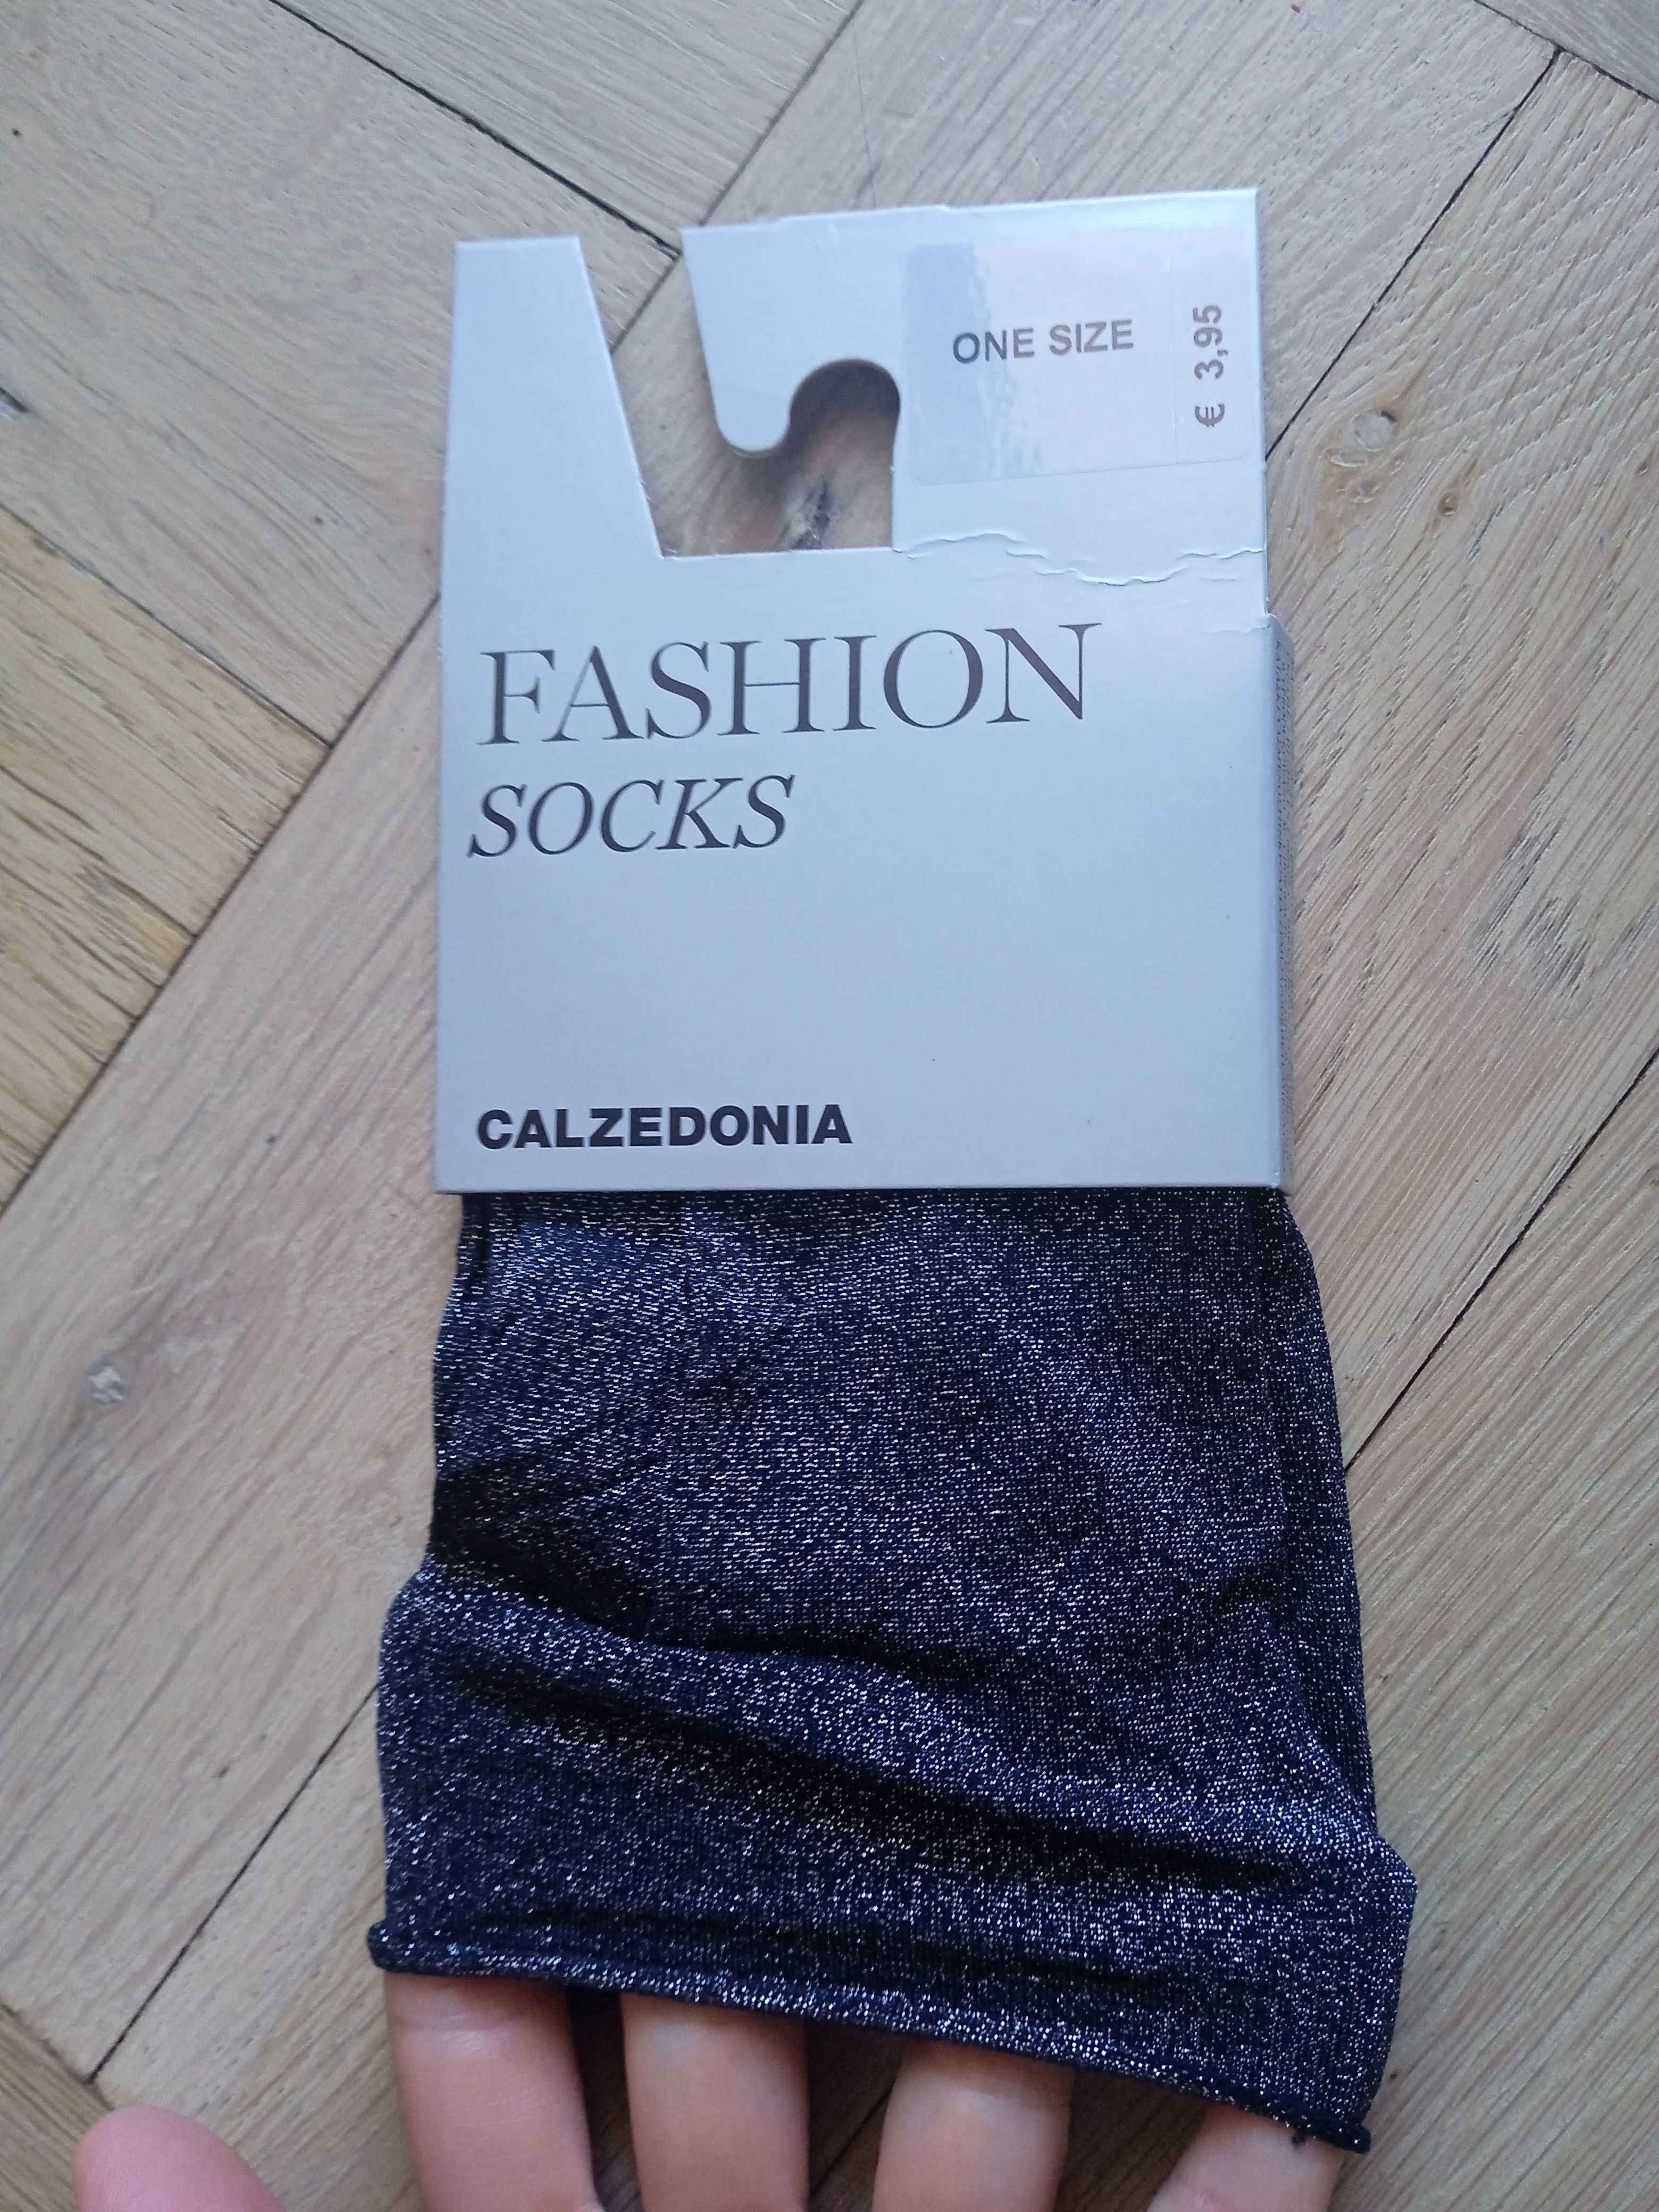 ONE SIZE
€ 3,95
FASHION
SOCKS
CALZEDONIA